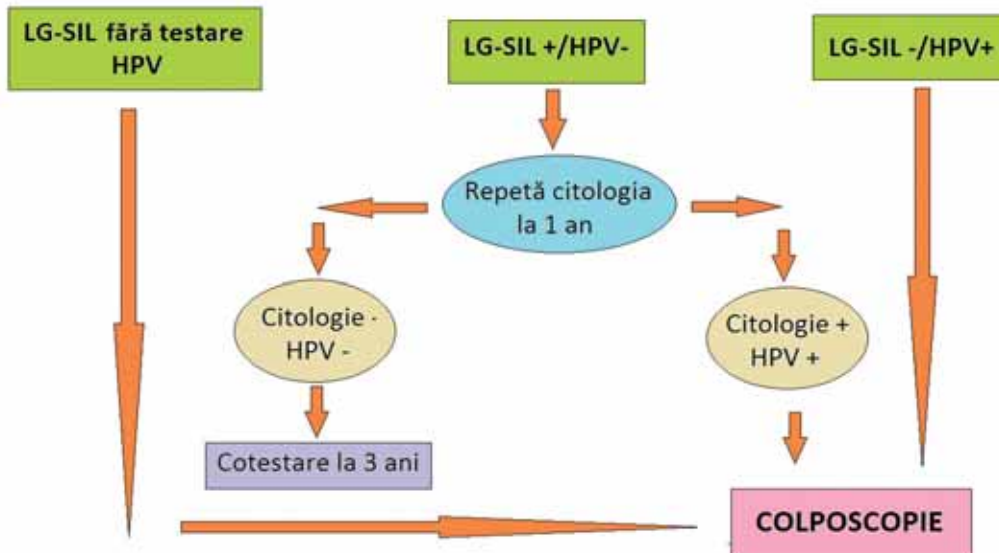 LG-SIL fără testare
HPV
LG-SIL +/HPV-
LG-SIL -/HPV+
Repetă citologia
la 1 an
Citologie -
HPV -
Citologie +
HPV +
Cotestare la 3 ani
COLPOSCOPIE